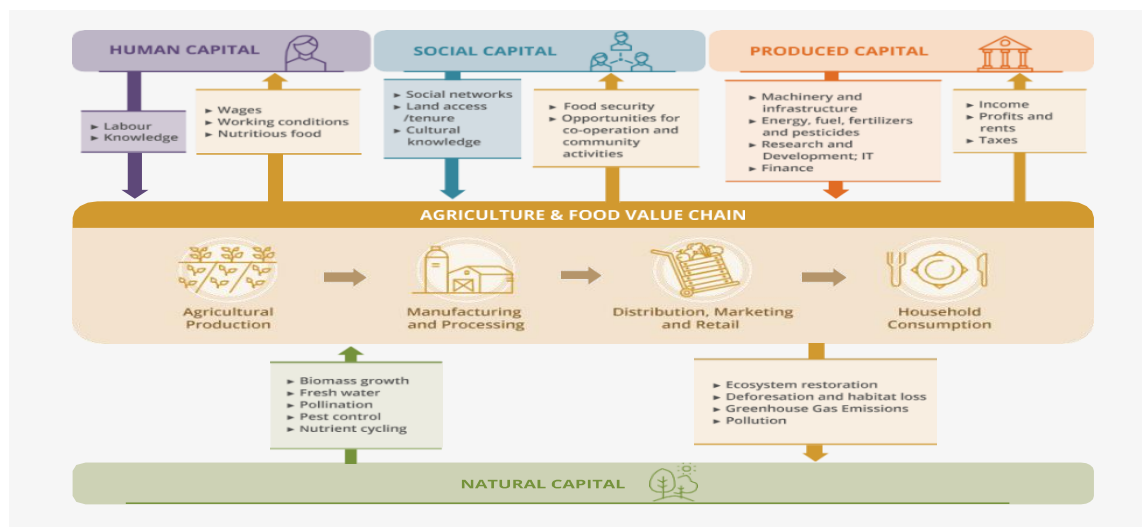 HUMAN CAPITAL
SOCIAL CAPITAL
PRODUCED CAPITAL
► Labour
► Knowledge
► Wages
► Working conditions
► Nutritious food
► Social networks
► Land access
/tenure
► Cultural
knowledge
► Food security
► Opportunities for
co-operation and
community
activities
► Machinery and
infrastructure
► Energy, fuel, fertilizers
and pesticides
► Research and
Development; IT
► Finance
► Income
► Profits and
rents
► Taxes
AGRICULTURE & FOOD VALUE CHAIN
Agricultural
Production
Manufacturing
and Processing
Distribution, Marketing
and Retail
Household
Consumption
► Biomass growth
► Fresh water
► Pollination
► Pest control
► Nutrient cycling
► Ecosystem restoration
► Deforesation and habitat loss
► Greenhouse Gas Emissions
► Pollution
NATURAL CAPITAL